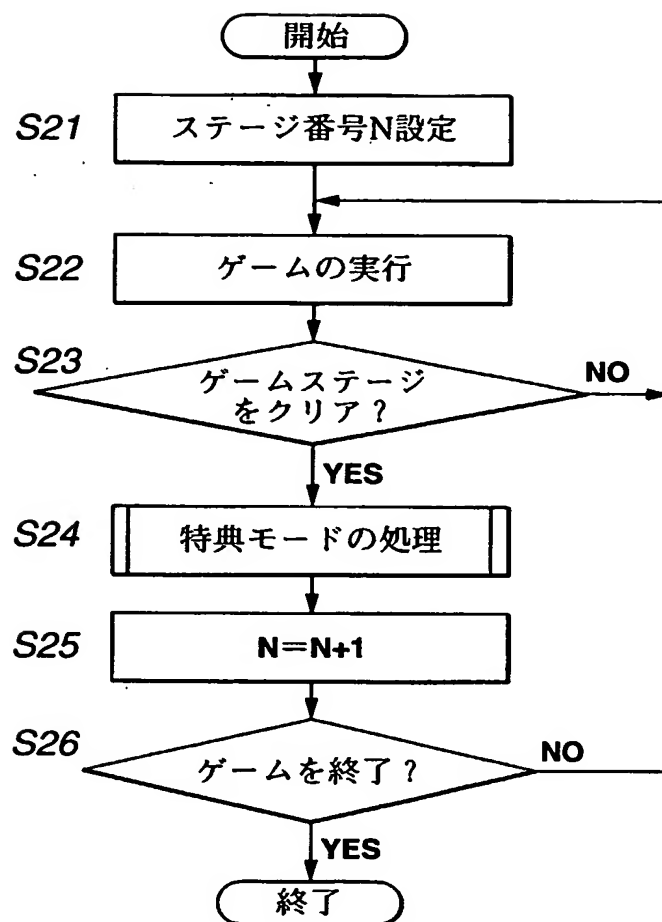 開始
S21
ステージ番号N設定
S22
ゲームの実行
S23
ゲームステージ
をクリア?
NO
YES
S24
特典モードの処理
S25
N=N+1
S26
ゲームを終了?
NO
YES
終了